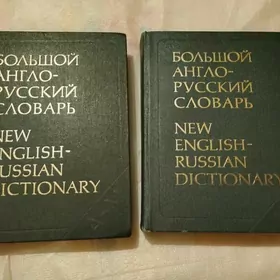 БОЛЬШОЙ
АНГЛО-
РУССКИЙ
СЛОВАРЬ
NEW
ENGLISH-
RUSSIAN
DICTIONARY
БОЛЬШОЙ
АНГЛО-
РУССКИЙ
СЛОВАРЬ
NEW
ENGLISH-
RUSSIAN
DICTIONARY